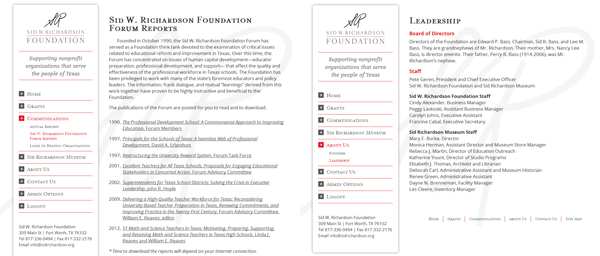 SR
SID W. RICHARDSON
FOUNDATION
Supporting nonprofit
organizations that serve
the people of Texas
Home
Grants
Communications
Annual Reports
Sid W. Richardson Foundation
Forum Reports
Links to Helpful Organizations
Sid Richardson Museum
About Us
Contact Us
Admin Options
Logout
Sid W. Richardson Foundation
309 Main St | Fort Worth, TX 76102
Tel 817-336-0494 | Fax 817-332-2176
Email info@sidrichardson.org
Sid W. Richardson Foundation
Forum Reports
Founded in October 1990, the Sid W. Richardson Foundation Forum has
served as a Foundation think tank devoted to the examination of critical issues
related to educational reform and improvement in Texas. Over this time, the
Forum has concentrated on issues of human capital development—educator
preparation, professional development, and support— that affect the quality and
effectiveness of the professional workforce in Texas schools. The Foundation has
been privileged to work with many of the state's foremost educators and policy
leaders. The information, frank dialogue, and mutual "learnings" derived from this
work together have proven to be highly instructive and beneficial to the
Foundation.
The publications of the Forum are posted for you to read and to download.
1990, The Professional Development School: A Commonsense Approach to Improving
Education, Forum Members
1997, Principals for the Schools of Texas: A Seamless Web of Professional
Development, David A. Erlandson
1997, Restructuring the University Reward System, Forum Task Force
2001, Excellent Teachers for All Texas Schools, Proposals for Engaging Educational
Stakeholders in Concerted Action, Forum Advisory Committee
2002, Superintendents for Texas School Districts: Solving the Crisis in Executive
Leadership, John R. Hoyle
2009, Delivering a High-Quality Teacher Workforce for Texas: Reconsidering
University-Based Teacher Preparation in Texas, Renewing Commitments, and
Improving Practice in the Twenty-First Century, Forum Advisory Committee,
William E. Reaves, editor
2012, S1 Math and Science Teachers in Texas: Motivating, Preparing, Supporting,
and Retaining Math and Science Teachers in Texas High Schools, Linda J.
Reaves and William E. Reaves
* Time to download the reports will depend on your Internet connection.
SR
SID W. RICHARDSON
FOUNDATION
Supporting nonprofit
organizations that serve
the people of Texas
Home
Grants
Communications
Sid Richardson Museum
About Us
Founder
Leadership
Contact Us
Admin Options
Logout
Sid W. Richardson Foundation
309 Main St | Fort Worth, TX 76102
Tel 817-336-0494 | Fax 817-332-2176
Email info@sidrichardson.org
Leadership
Board of Directors
Directors of the Foundation are Edward P. Bass, Chairman, Sid R. Bass, and Lee M.
Bass. They are grandnephews of Mr. Richardson. Their mother, Mrs. Nancy Lee
Bass, is director emerita. Their father, Perry R. Bass (1914-2006), was Mr.
Richardson's nephew.
Staff
Pete Geren, President and Chief Executive Officer
Sid W. Richardson Foundation and Sid Richardson Museum
Sid W. Richardson Foundation Staff
Cindy Alexander, Business Manager
Peggy Laskoski, Assistant Business Manager
Carolyn Johns, Executive Assistant
Francine Cabal, Executive Secretary
Sid Richardson Museum Staff
Mary E. Burke, Director
Monica Herman, Assistant Director and Museum Store Manager
Rebecca J. Martin, Director of Education Outreach
Katherine Yount, Director of Studio Programs
Elisabeth J. Thomas, Archivist and Librarian
Deborah Carl, Administrative Assistant and Museum Historian
Renee Green, Administrative Assistant
Dayne N. Brenneman, Facility Manager
Les Cleere, Inventory Manager
Home | Grants | Communications | About Us | Contact Us | Site Map